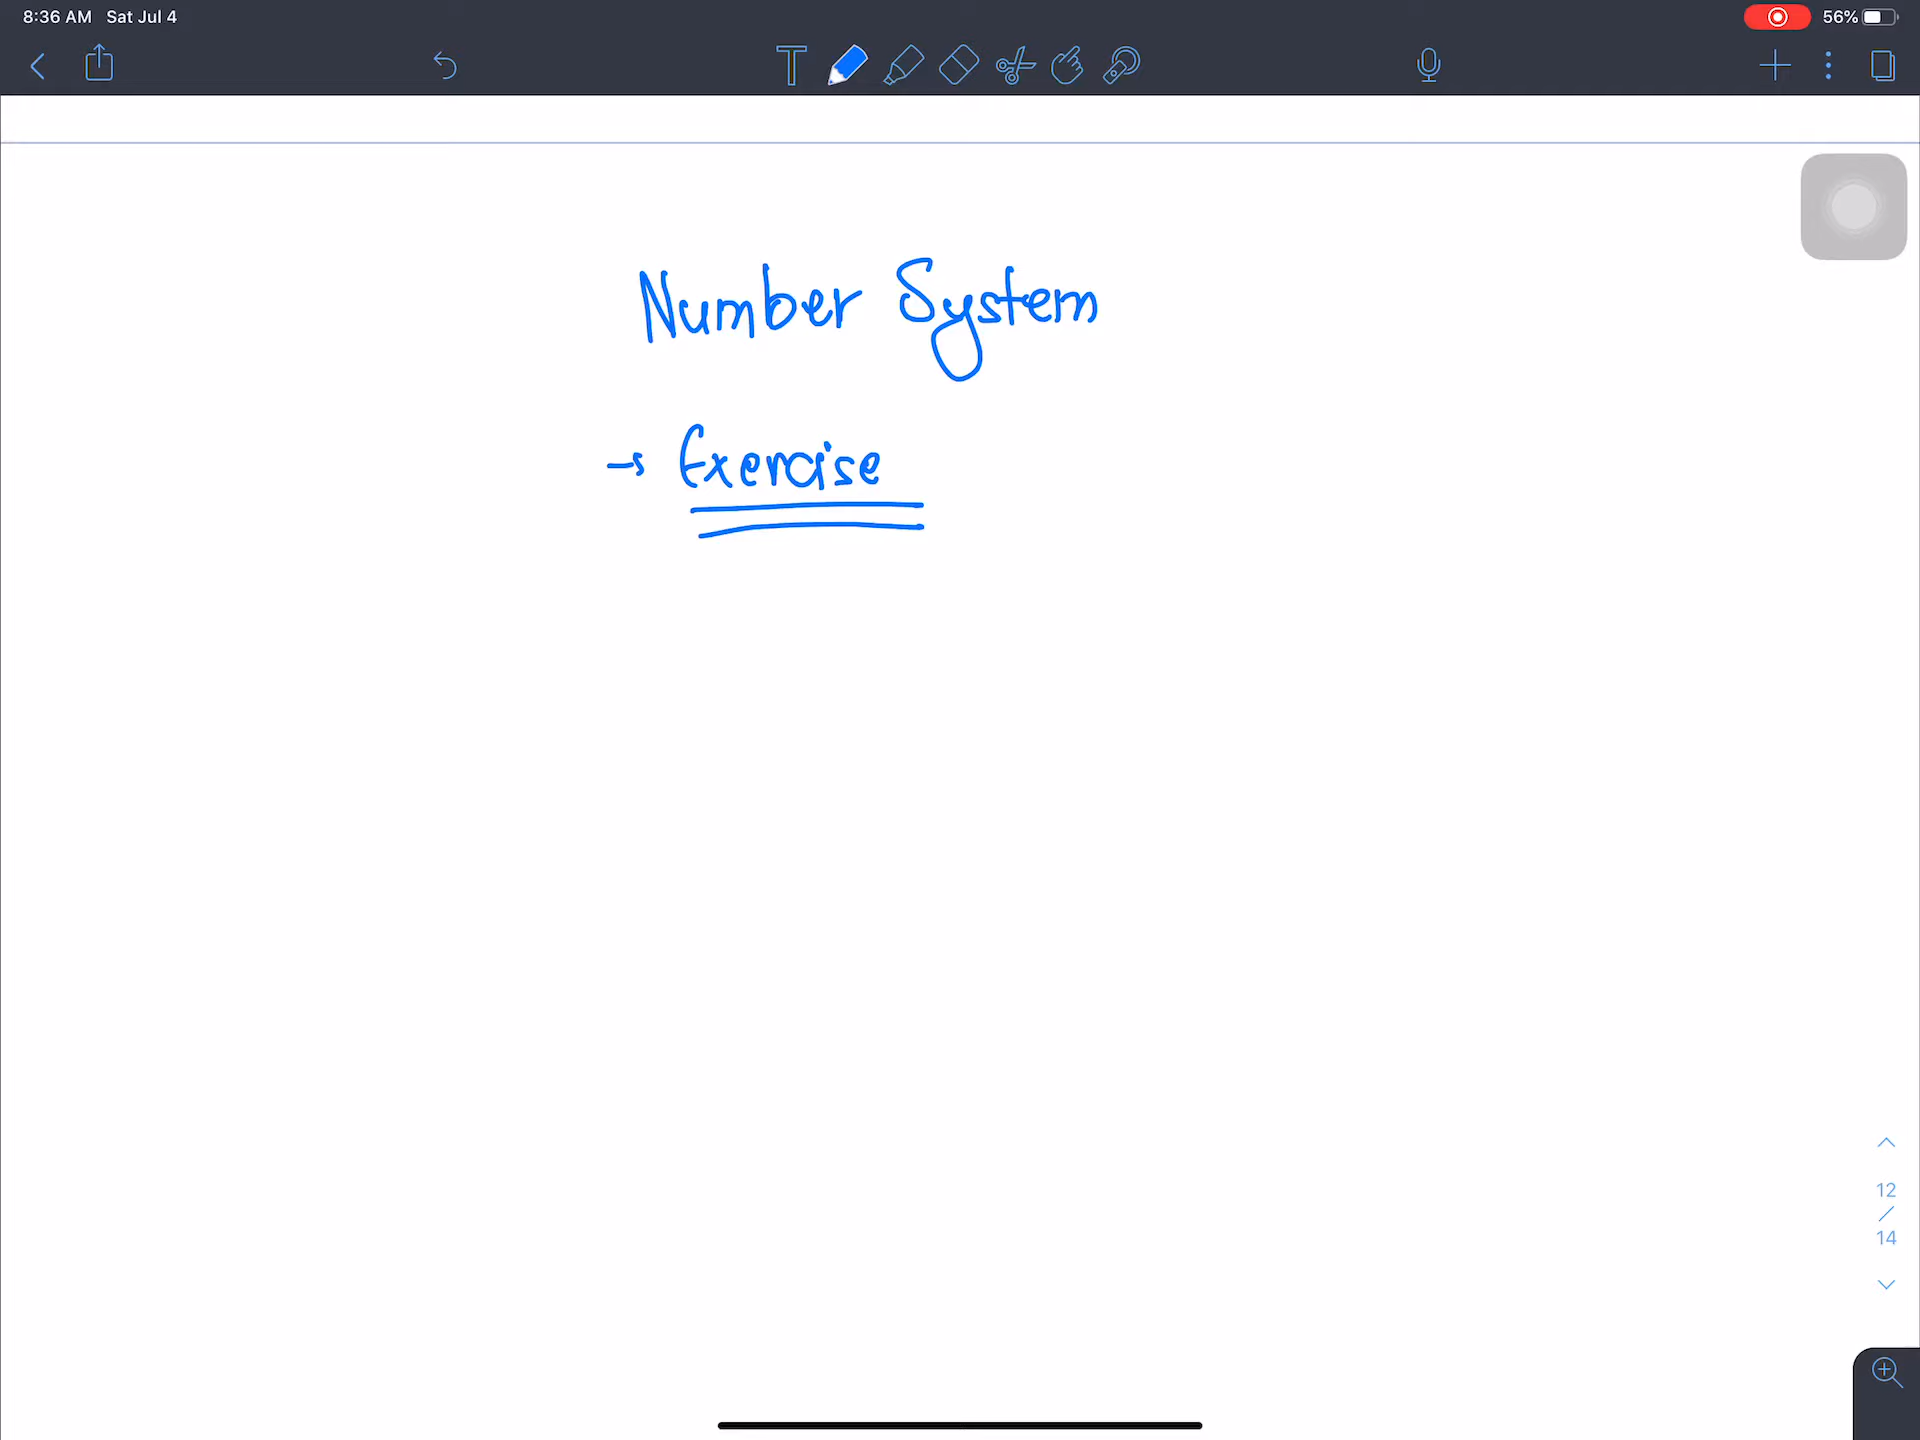 8:36 AM Sat Jul 4
56%
T
Number System
→ Exercise
12
/
14